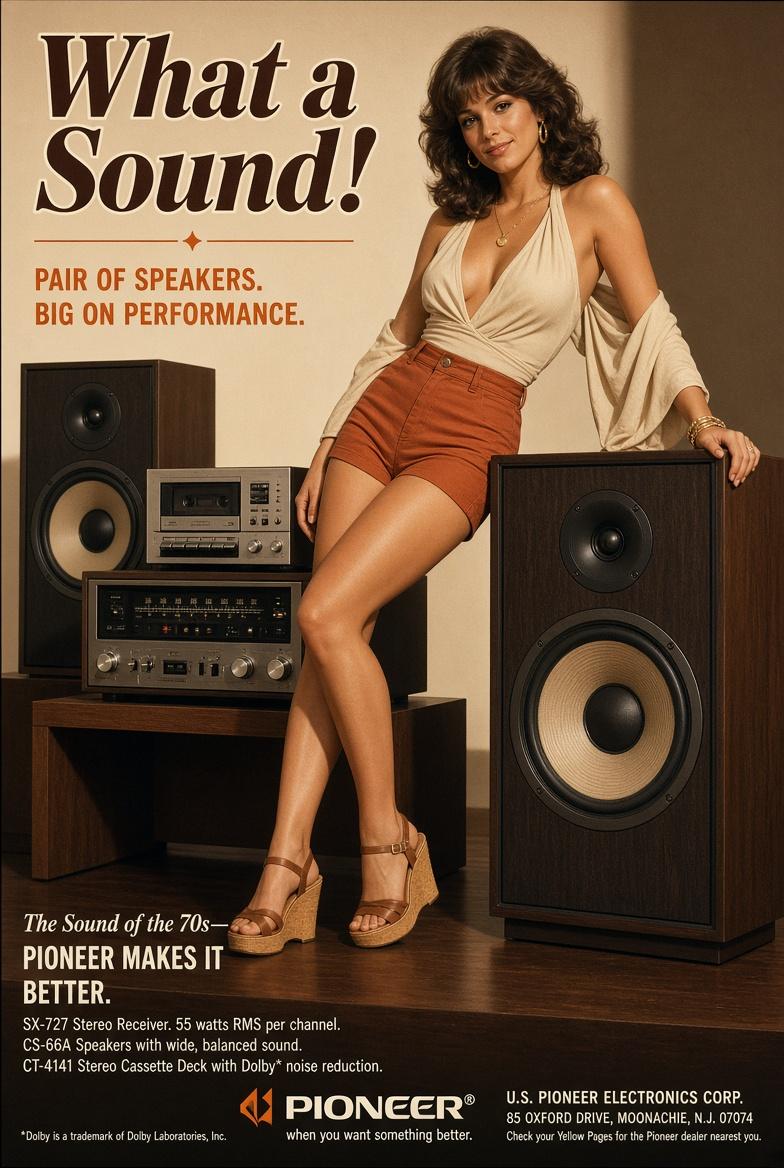 What a
Sound!
PAIR OF SPEAKERS.
BIG ON PERFORMANCE.
The Sound of the 70s—
PIONEER MAKES IT
BETTER.
SX-727 Stereo Receiver. 55 watts RMS per channel.
CS-66A Speakers with wide, balanced sound.
CT-4141 Stereo Cassette Deck with Dolby* noise reduction.
*Dolby is a trademark of Dolby Laboratories, Inc.
PIONEER®
when you want something better.
U.S. PIONEER ELECTRONICS CORP.
85 OXFORD DRIVE, MOONACHIE, N.J. 07074
Check your Yellow Pages for the Pioneer dealer nearest you.